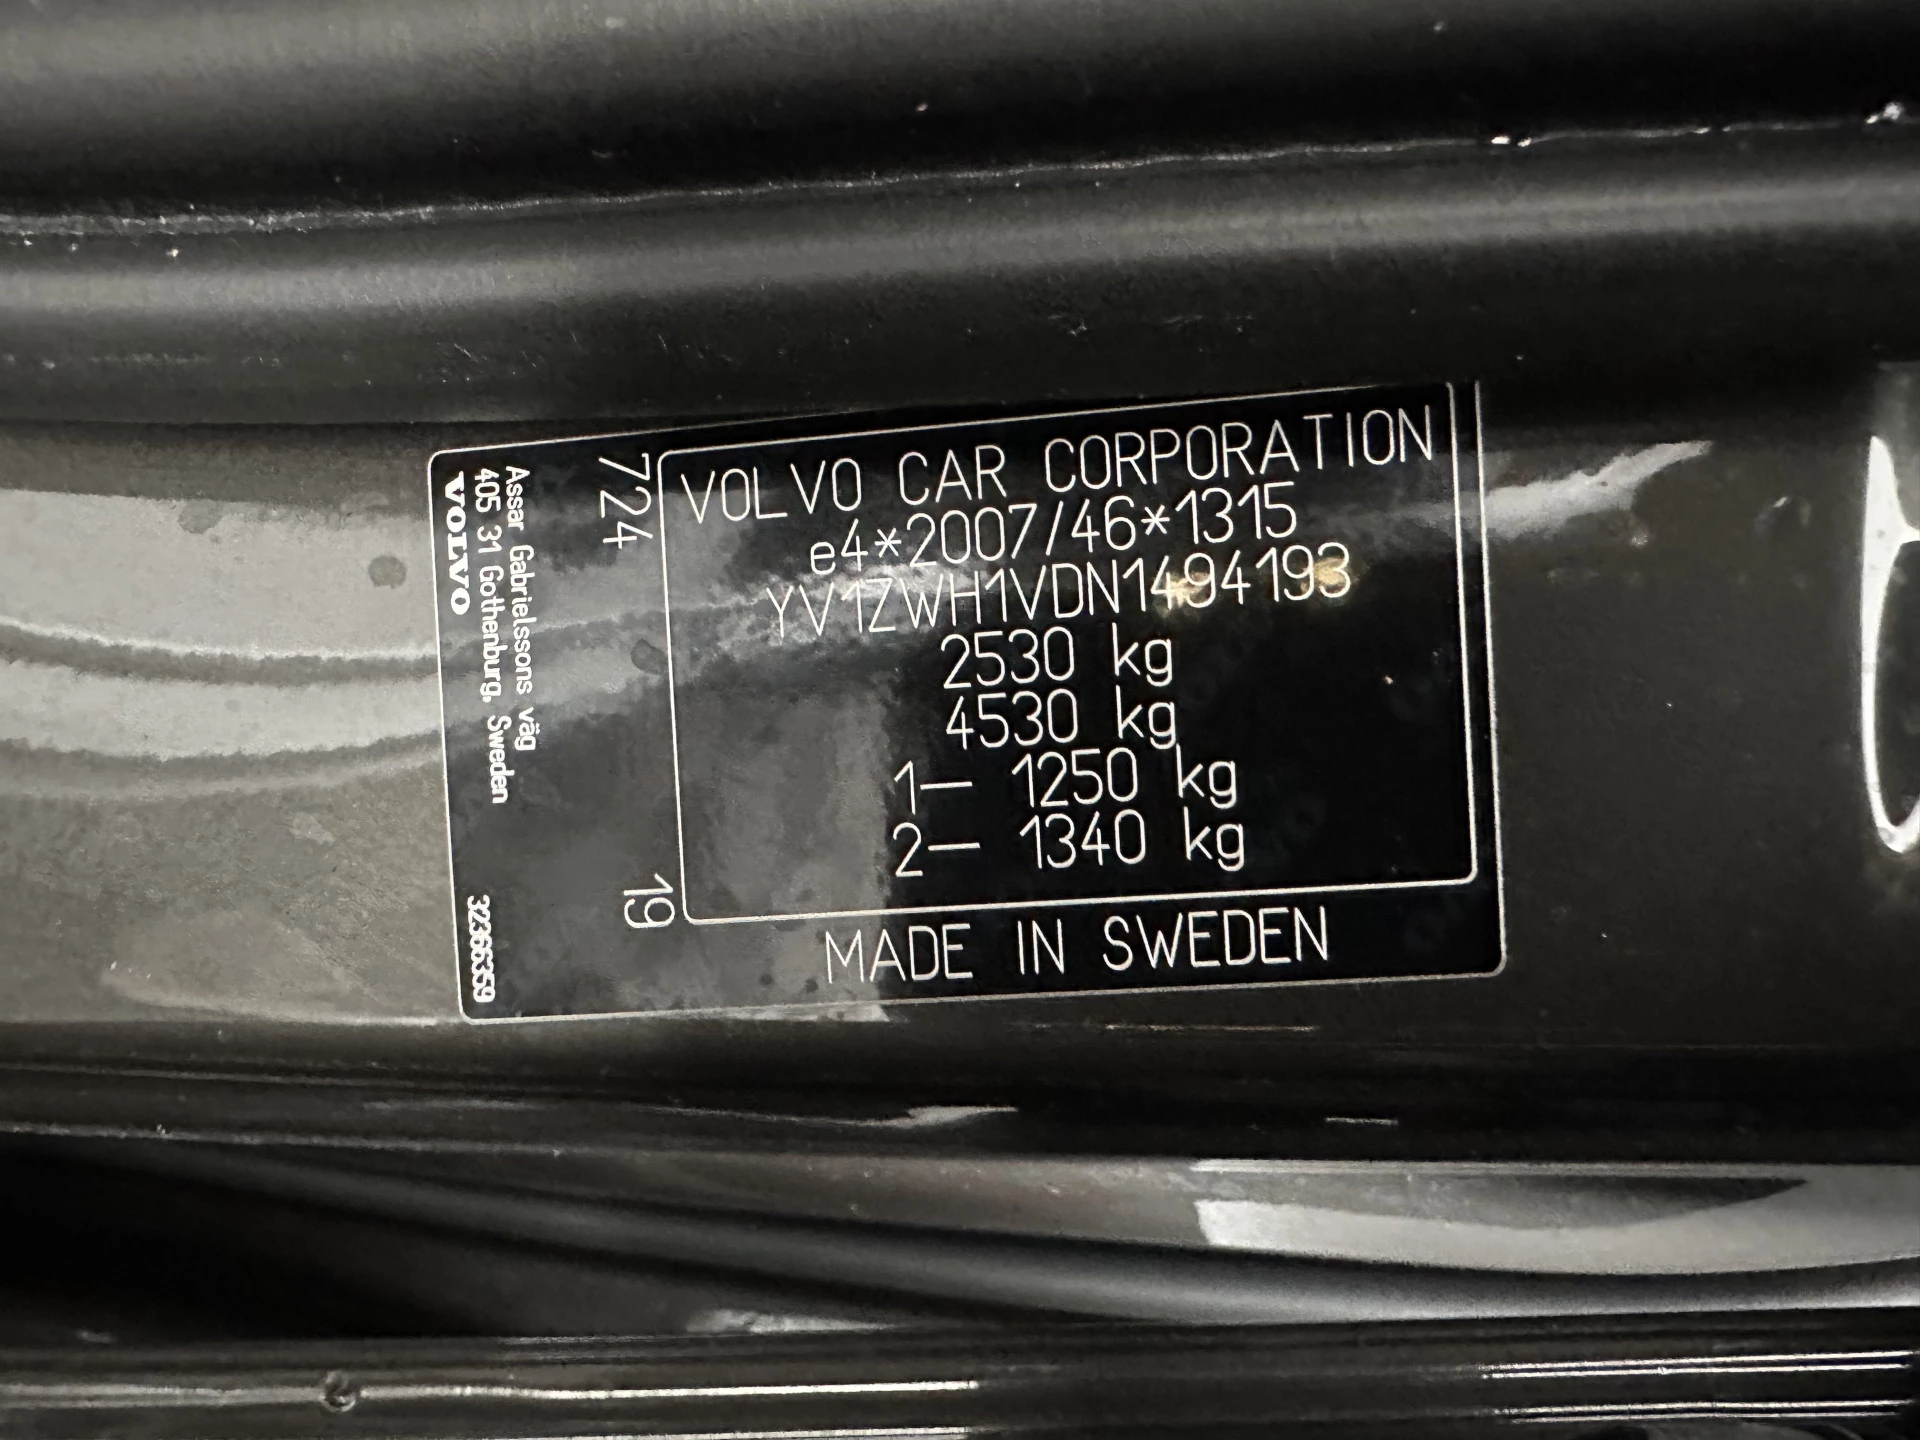 VOLVO CAR CORPORATION
e4*2007/46*1315
YV1ZWH1VDN1494193
2530 kg
4530 kg
1– 1250 kg
2– 1340 kg
MADE IN SWEDEN
724
19
Assar Gabrielssons väg
405 31 Gothenburg, Sweden
VOLVO
32366359